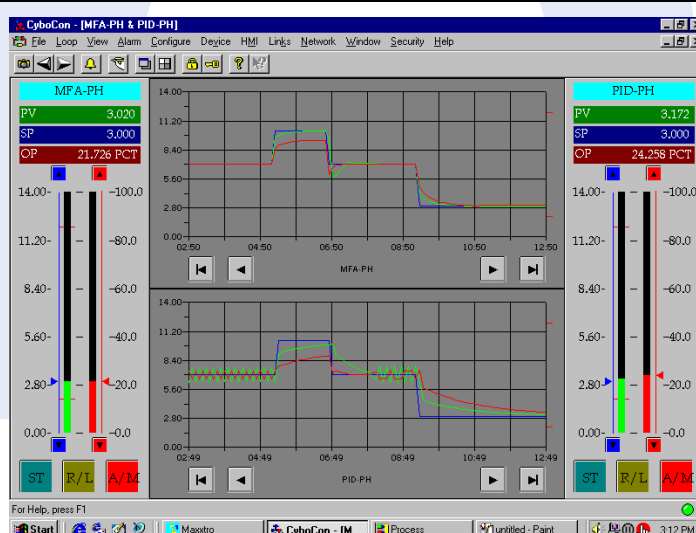 CyboCon - [MFA-PH & PID-PH]
File Loop View Alarm Configure Device HMI Links Network Window Security Help
MFA-PH
PV 3.020
SP 3.000
OP 21.726 PCT
14.00- -100.0
11.20- -80.0
8.40- -60.0
5.60- -40.0
2.80- -20.0
0.00- -0.0
ST R/L A/M
14.00
11.20
8.40
5.60
2.80
0.00
02:50 04:50 06:50 08:50 10:50 12:50
MFA-PH
14.00
11.20
8.40
5.60
2.80
0.00
02:49 04:49 06:49 08:49 10:49 12:49
PID-PH
PID-PH
PV 3.172
SP 3.000
OP 24.258 PCT
14.00- -100.0
11.20- -80.0
8.40- -60.0
5.60- -40.0
2.80- -20.0
0.00- -0.0
ST R/L A/M
For Help, press F1
Start Maxxtro CyboCon - [M Process untitled - Paint 3:12 PM